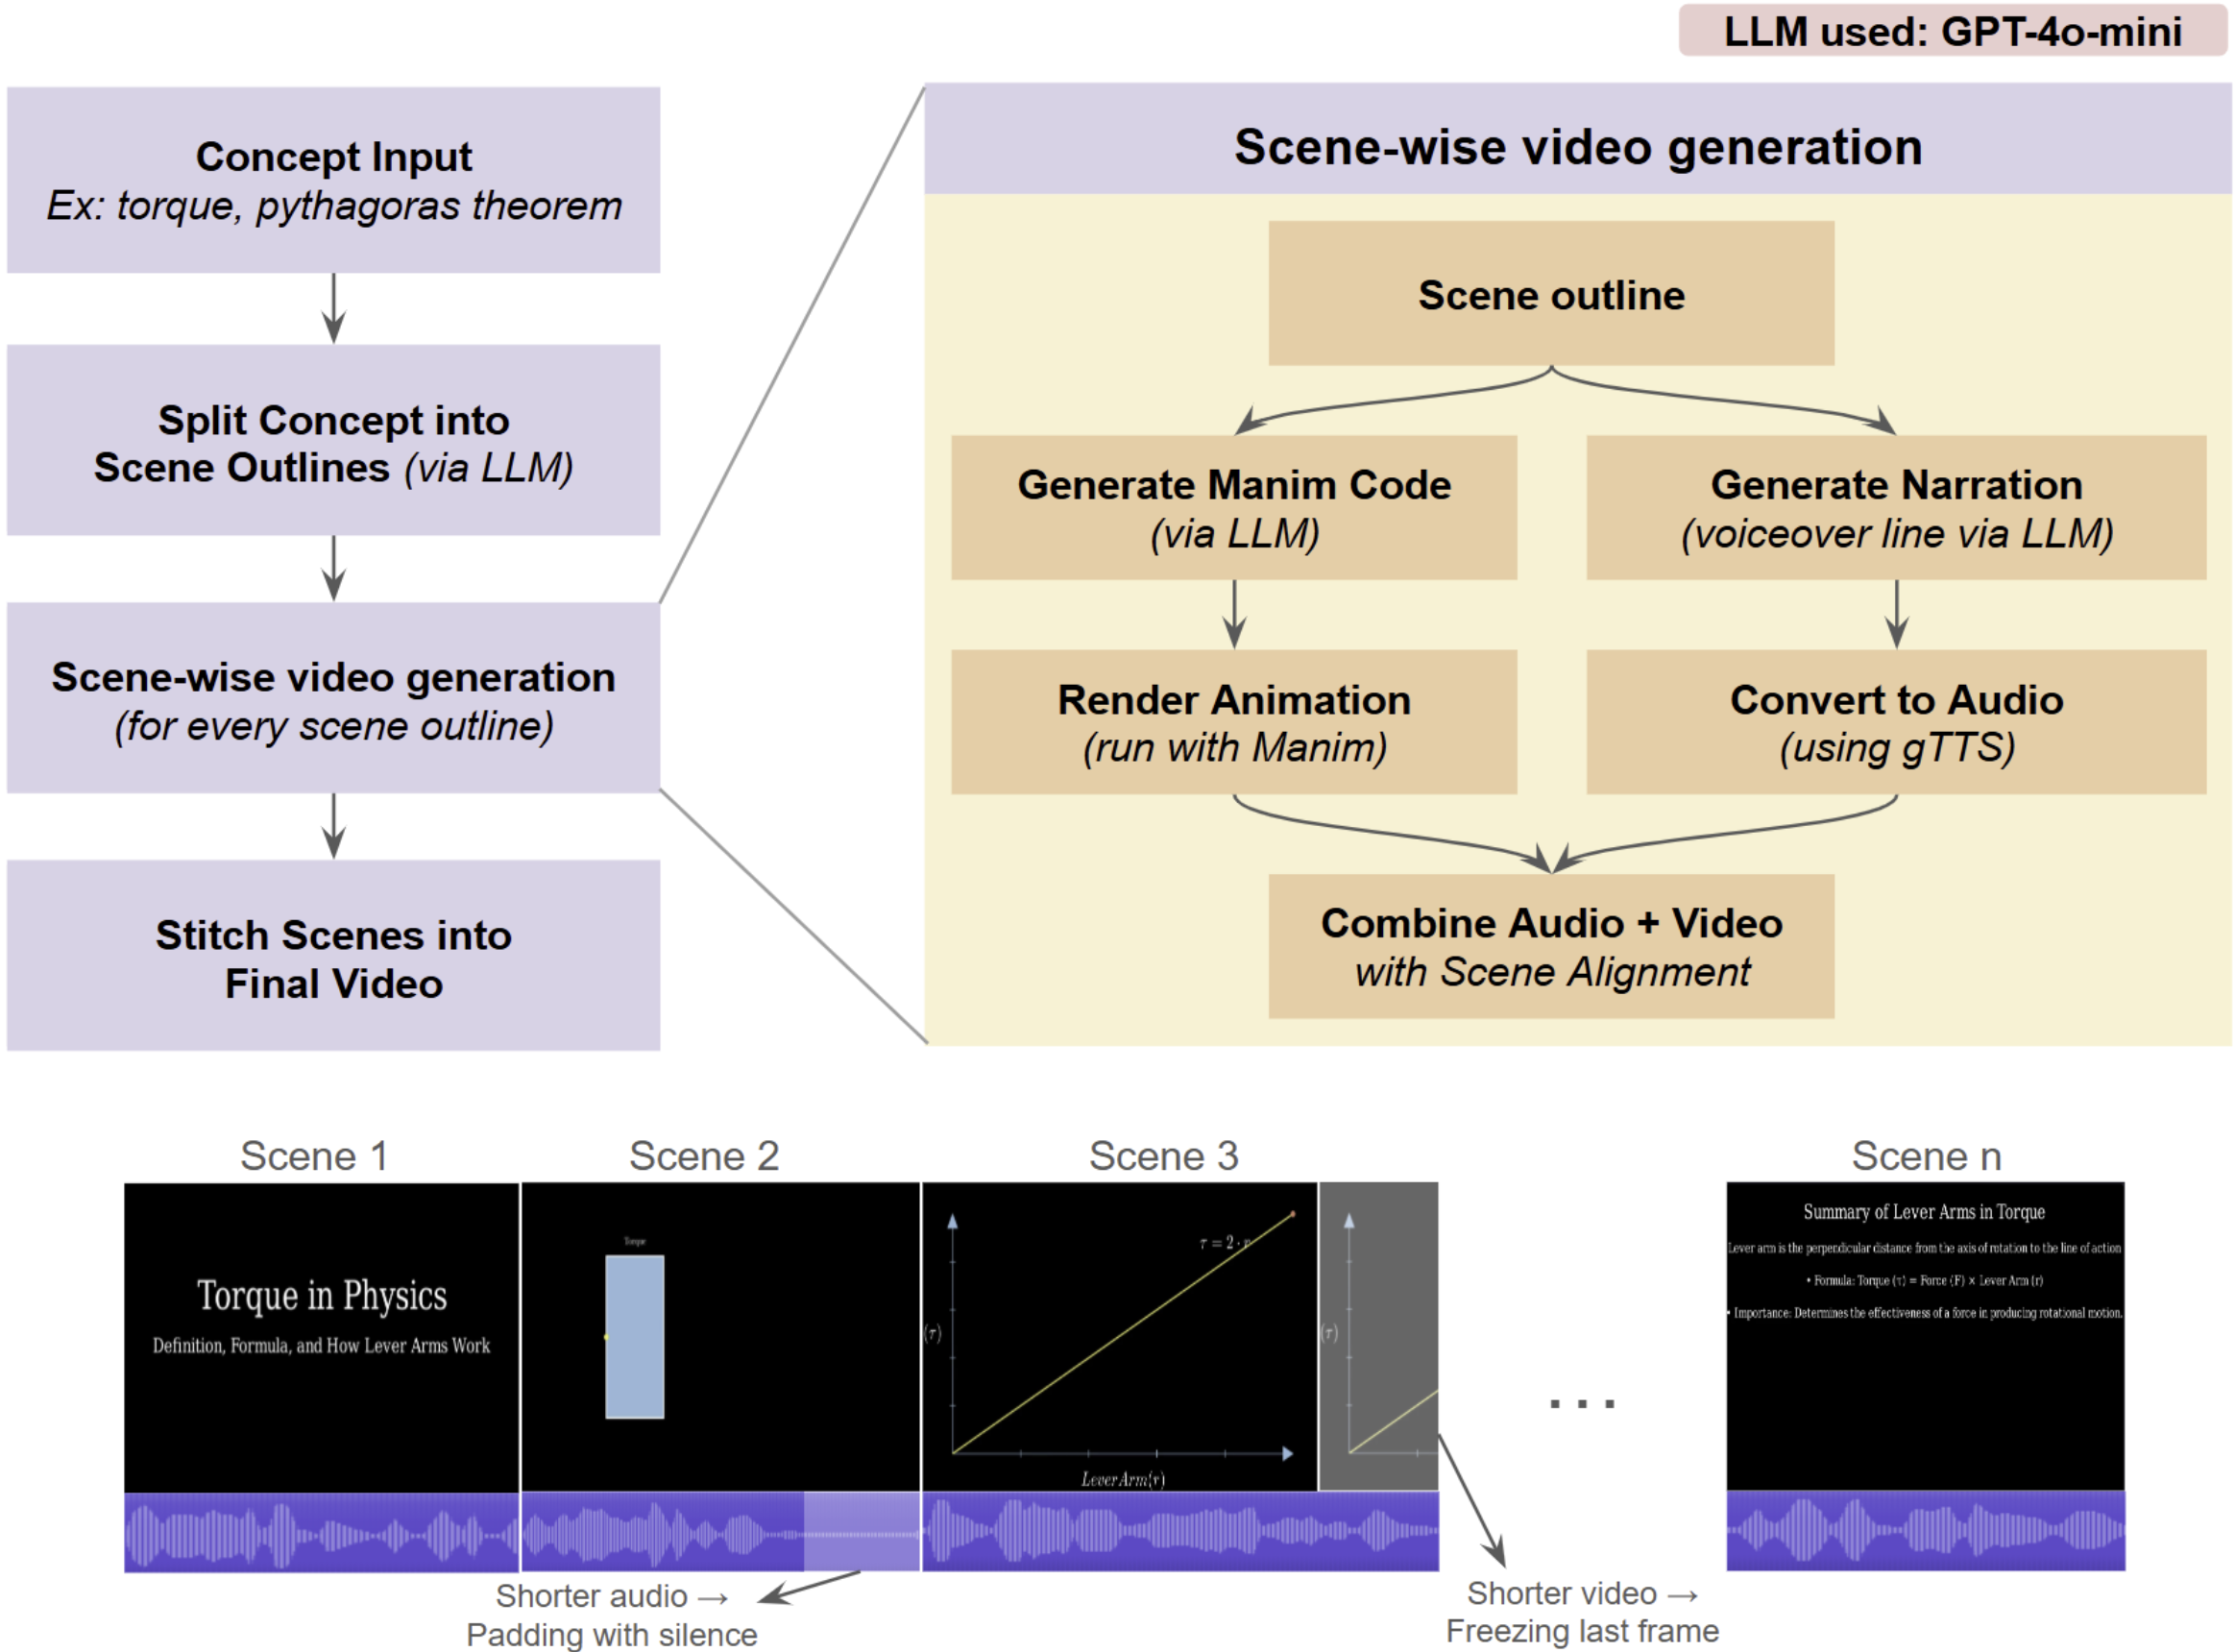 LLM used: GPT-4o-mini
Concept Input
Ex: torque, pythagoras theorem
Split Concept into
Scene Outlines (via LLM)
Scene-wise video generation
(for every scene outline)
Stitch Scenes into
Final Video
Scene-wise video generation
Scene outline
Generate Manim Code
(via LLM)
Generate Narration
(voiceover line via LLM)
Render Animation
(run with Manim)
Convert to Audio
(using gTTS)
Combine Audio + Video
with Scene Alignment
Scene 1
Torque in Physics
Definition, Formula, and How Lever Arms Work
Scene 2
Torque
Shorter audio →
Padding with silence
Scene 3
τ = 2 · r
(τ)
Lever Arm(r)
(τ)
Shorter video →
Freezing last frame
...
Scene n
Summary of Lever Arms in Torque
Lever arm is the perpendicular distance from the axis of rotation to the line of action
• Formula: Torque (τ) = Force (F) × Lever Arm (r)
• Importance: Determines the effectiveness of a force in producing rotational motion.